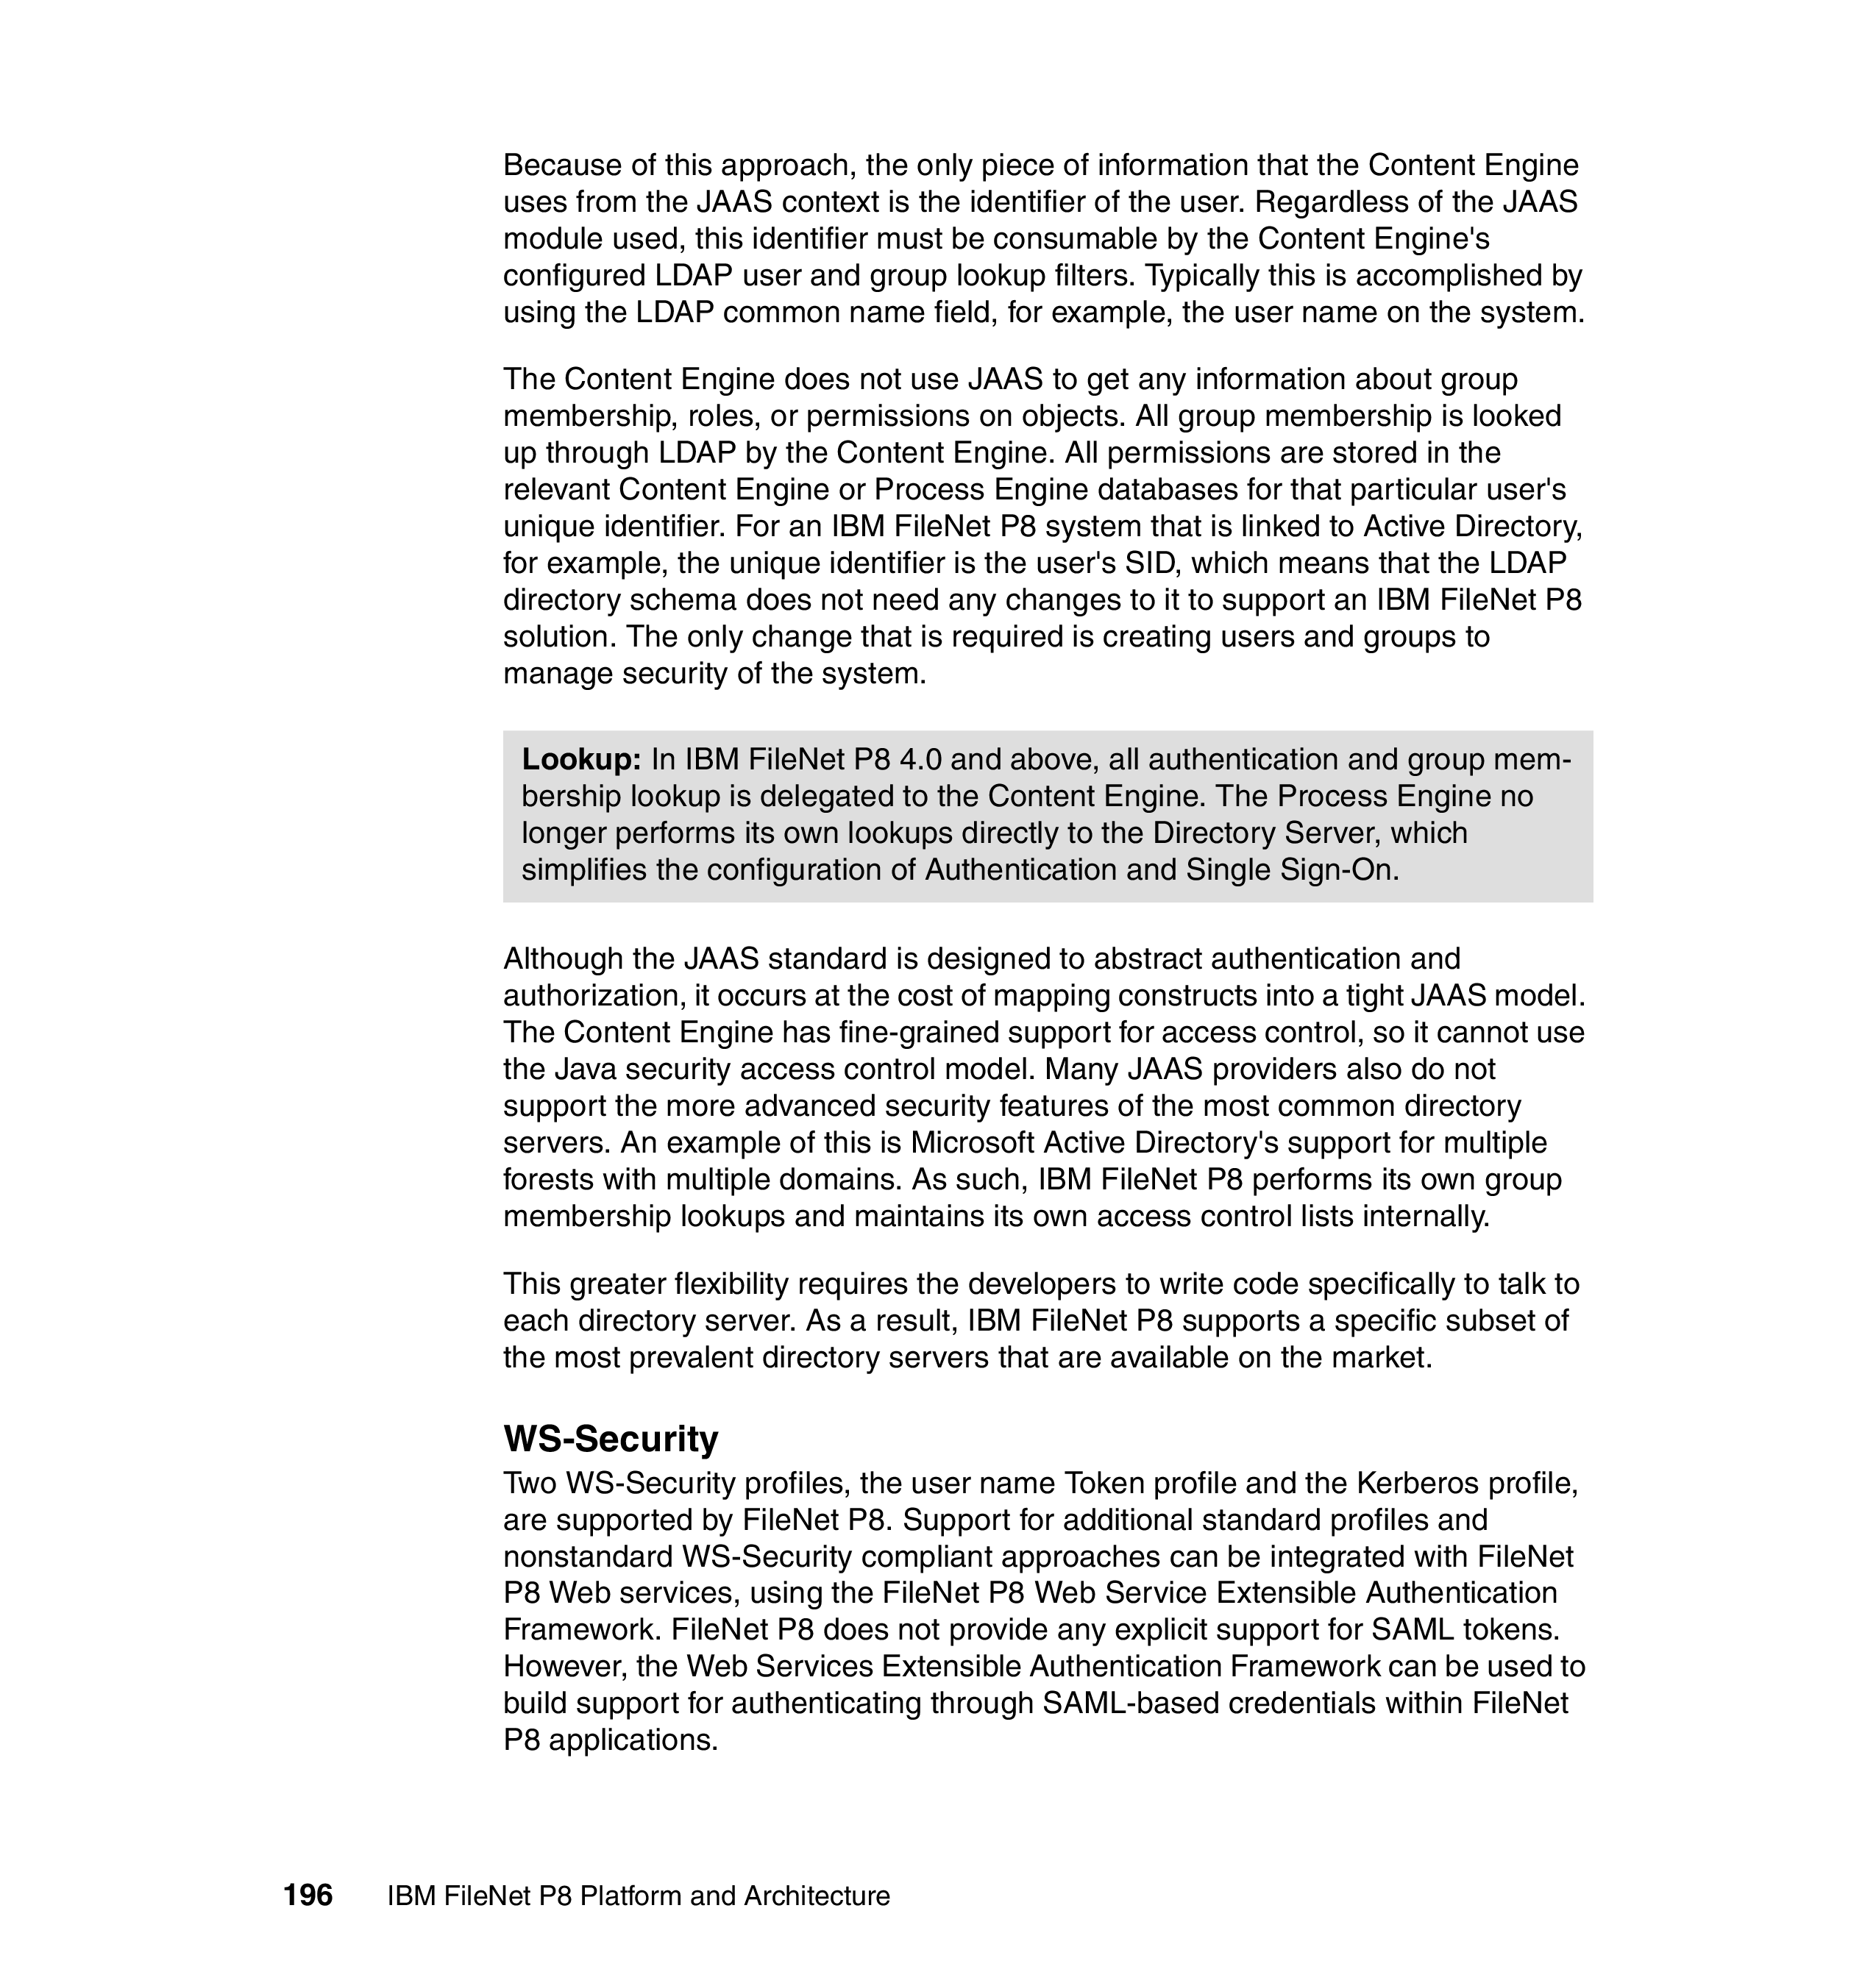 Because of this approach, the only piece of information that the Content Engine
uses from the JAAS context is the identifier of the user. Regardless of the JAAS
module used, this identifier must be consumable by the Content Engine's
configured LDAP user and group lookup filters. Typically this is accomplished by
using the LDAP common name field, for example, the user name on the system.
The Content Engine does not use JAAS to get any information about group
membership, roles, or permissions on objects. All group membership is looked
up through LDAP by the Content Engine. All permissions are stored in the
relevant Content Engine or Process Engine databases for that particular user's
unique identifier. For an IBM FileNet P8 system that is linked to Active Directory,
for example, the unique identifier is the user's SID, which means that the LDAP
directory schema does not need any changes to it to support an IBM FileNet P8
solution. The only change that is required is creating users and groups to
manage security of the system.
Lookup: In IBM FileNet P8 4.0 and above, all authentication and group mem-
bership lookup is delegated to the Content Engine. The Process Engine no
longer performs its own lookups directly to the Directory Server, which
simplifies the configuration of Authentication and Single Sign-On.
Although the JAAS standard is designed to abstract authentication and
authorization, it occurs at the cost of mapping constructs into a tight JAAS model.
The Content Engine has fine-grained support for access control, so it cannot use
the Java security access control model. Many JAAS providers also do not
support the more advanced security features of the most common directory
servers. An example of this is Microsoft Active Directory's support for multiple
forests with multiple domains. As such, IBM FileNet P8 performs its own group
membership lookups and maintains its own access control lists internally.
This greater flexibility requires the developers to write code specifically to talk to
each directory server. As a result, IBM FileNet P8 supports a specific subset of
the most prevalent directory servers that are available on the market.
WS-Security
Two WS-Security profiles, the user name Token profile and the Kerberos profile,
are supported by FileNet P8. Support for additional standard profiles and
nonstandard WS-Security compliant approaches can be integrated with FileNet
P8 Web services, using the FileNet P8 Web Service Extensible Authentication
Framework. FileNet P8 does not provide any explicit support for SAML tokens.
However, the Web Services Extensible Authentication Framework can be used to
build support for authenticating through SAML-based credentials within FileNet
P8 applications.
196 IBM FileNet P8 Platform and Architecture